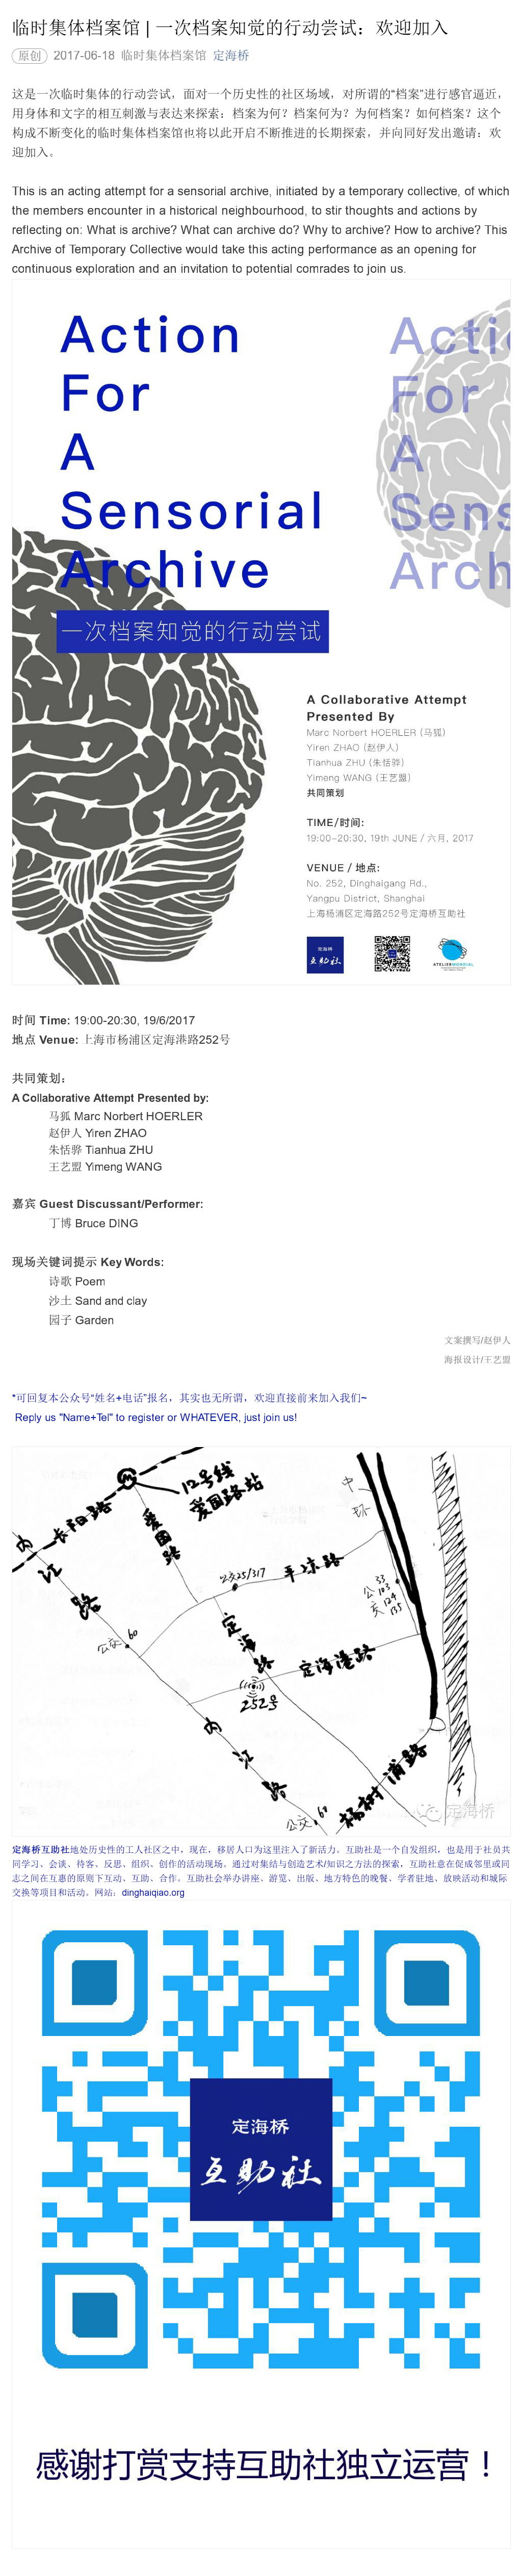 临时集体档案馆 | 一次档案知觉的行动尝试：欢迎加入
原创 2017-06-18 临时集体档案馆 定海桥
这是一次临时集体的行动尝试，面对一个历史性的社区场域，对所谓的“档案”进行感官逼近，
用身体和文字的相互刺激与表达来探索：档案为何？档案何为？为何档案？如何档案？这个
构成不断变化的临时集体档案馆也将以此开启不断推进的长期探索，并向同好发出邀请：欢
迎加入。
This is an acting attempt for a sensorial archive, initiated by a temporary collective, of which
the members encounter in a historical neighbourhood, to stir thoughts and actions by
reflecting on: What is archive? What can archive do? Why to archive? How to archive? This
Archive of Temporary Collective would take this acting performance as an opening for
continuous exploration and an invitation to potential comrades to join us.
Action
For
A
Sensorial
Archive
Acti
For
A
Sens
Arch
一次档案知觉的行动尝试
A Collaborative Attempt
Presented By
Marc Norbert HOERLER (马狐)
Yiren ZHAO (赵伊人)
Tianhua ZHU (朱恬骅)
Yimeng WANG (王艺盟)
共同策划
TIME/时间:
19:00-20:30, 19th JUNE / 六月, 2017
VENUE / 地点:
No. 252, Dinghaigang Rd.,
Yangpu District, Shanghai
上海杨浦区定海路252号定海桥互助社
定海桥
互助社
ATELIERMONDIAL
时间 Time: 19:00-20:30, 19/6/2017
地点 Venue: 上海市杨浦区定海港路252号
共同策划：
A Collaborative Attempt Presented by:
马狐 Marc Norbert HOERLER
赵伊人 Yiren ZHAO
朱恬骅 Tianhua ZHU
王艺盟 Yimeng WANG
嘉宾 Guest Discussant/Performer:
丁博 Bruce DING
现场关键词提示 Key Words:
诗歌 Poem
沙土 Sand and clay
园子 Garden
文案撰写/赵伊人
海报设计/王艺盟
*可回复本公众号“姓名+电话”报名，其实也无所谓，欢迎直接前来加入我们~
Reply us "Name+Tel" to register or WHATEVER, just join us!
12号线
爱国路站
长阳路
爱国路
内江路
中环
公交25/317
平凉路
公交
33
103
124
135
公交60
定海路
定海港路
252号
内江路
公交60
杨树浦路
定海桥
定海桥互助社地处历史性的工人社区之中，现在，移居人口为这里注入了新活力。互助社是一个自发组织，也是用于社员共
同学习、会谈、待客、反思、组织、创作的活动现场。通过对集结与创造艺术/知识之方法的探索，互助社意在促成邻里或同
志之间在互惠的原则下互动、互助、合作。互助社会举办讲座、游览、出版、地方特色的晚餐、学者驻地、放映活动和城际
交换等项目和活动。网站：dinghaiqiao.org
定海桥
互助社
感谢打赏支持互助社独立运营！